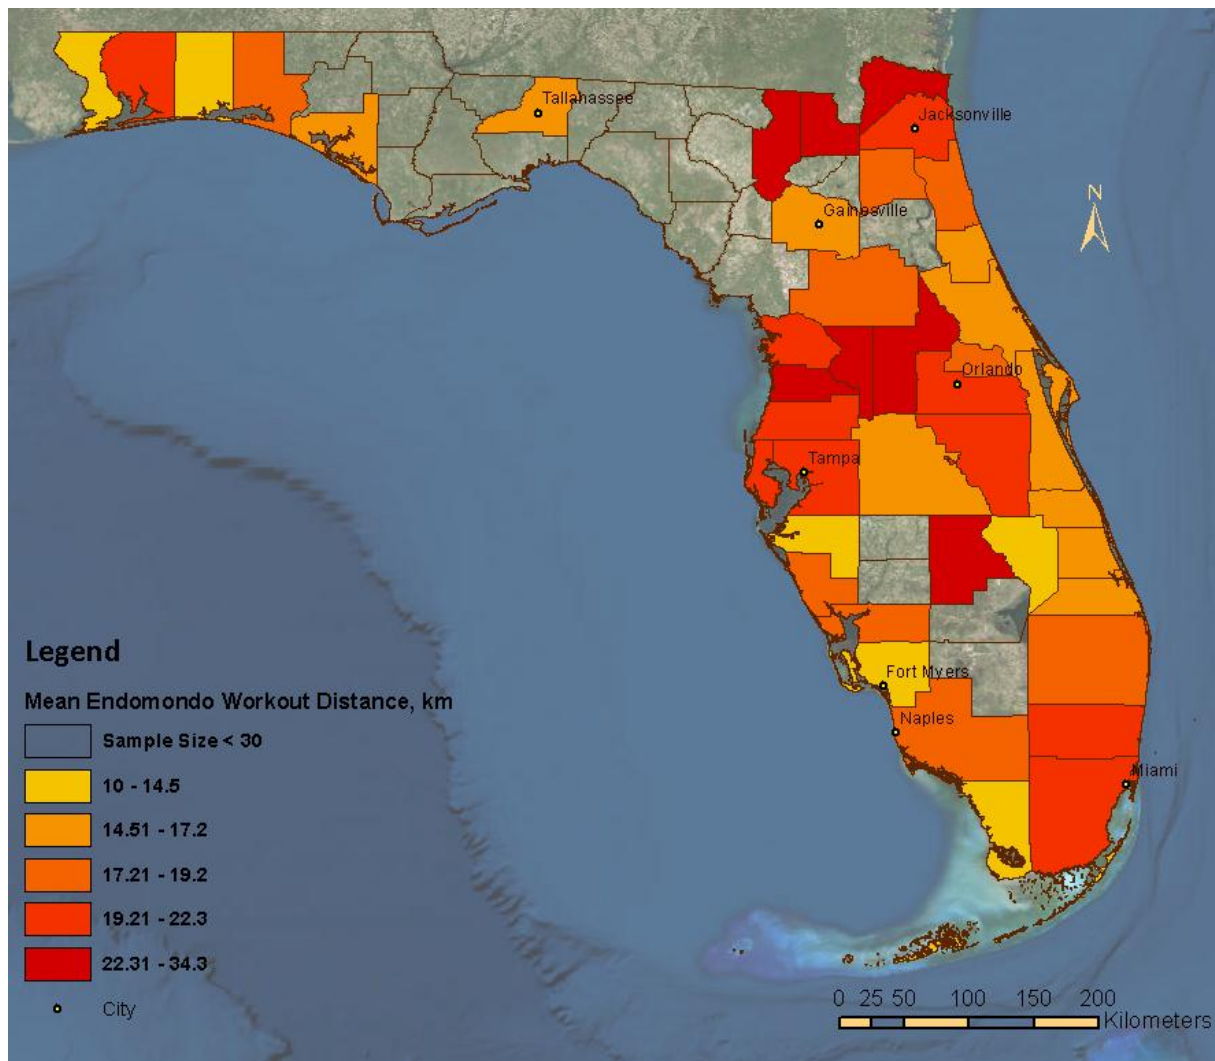 Tallahassee
Jacksonville
Gainesville
N
Orlando
Tampa
Fort Myers
Naples
Miami
Legend
Mean Endomondo Workout Distance, km
Sample Size < 30
10 - 14.5
14.51 - 17.2
17.21 - 19.2
19.21 - 22.3
22.31 - 34.3
City
0 25 50 100 150 200
Kilometers